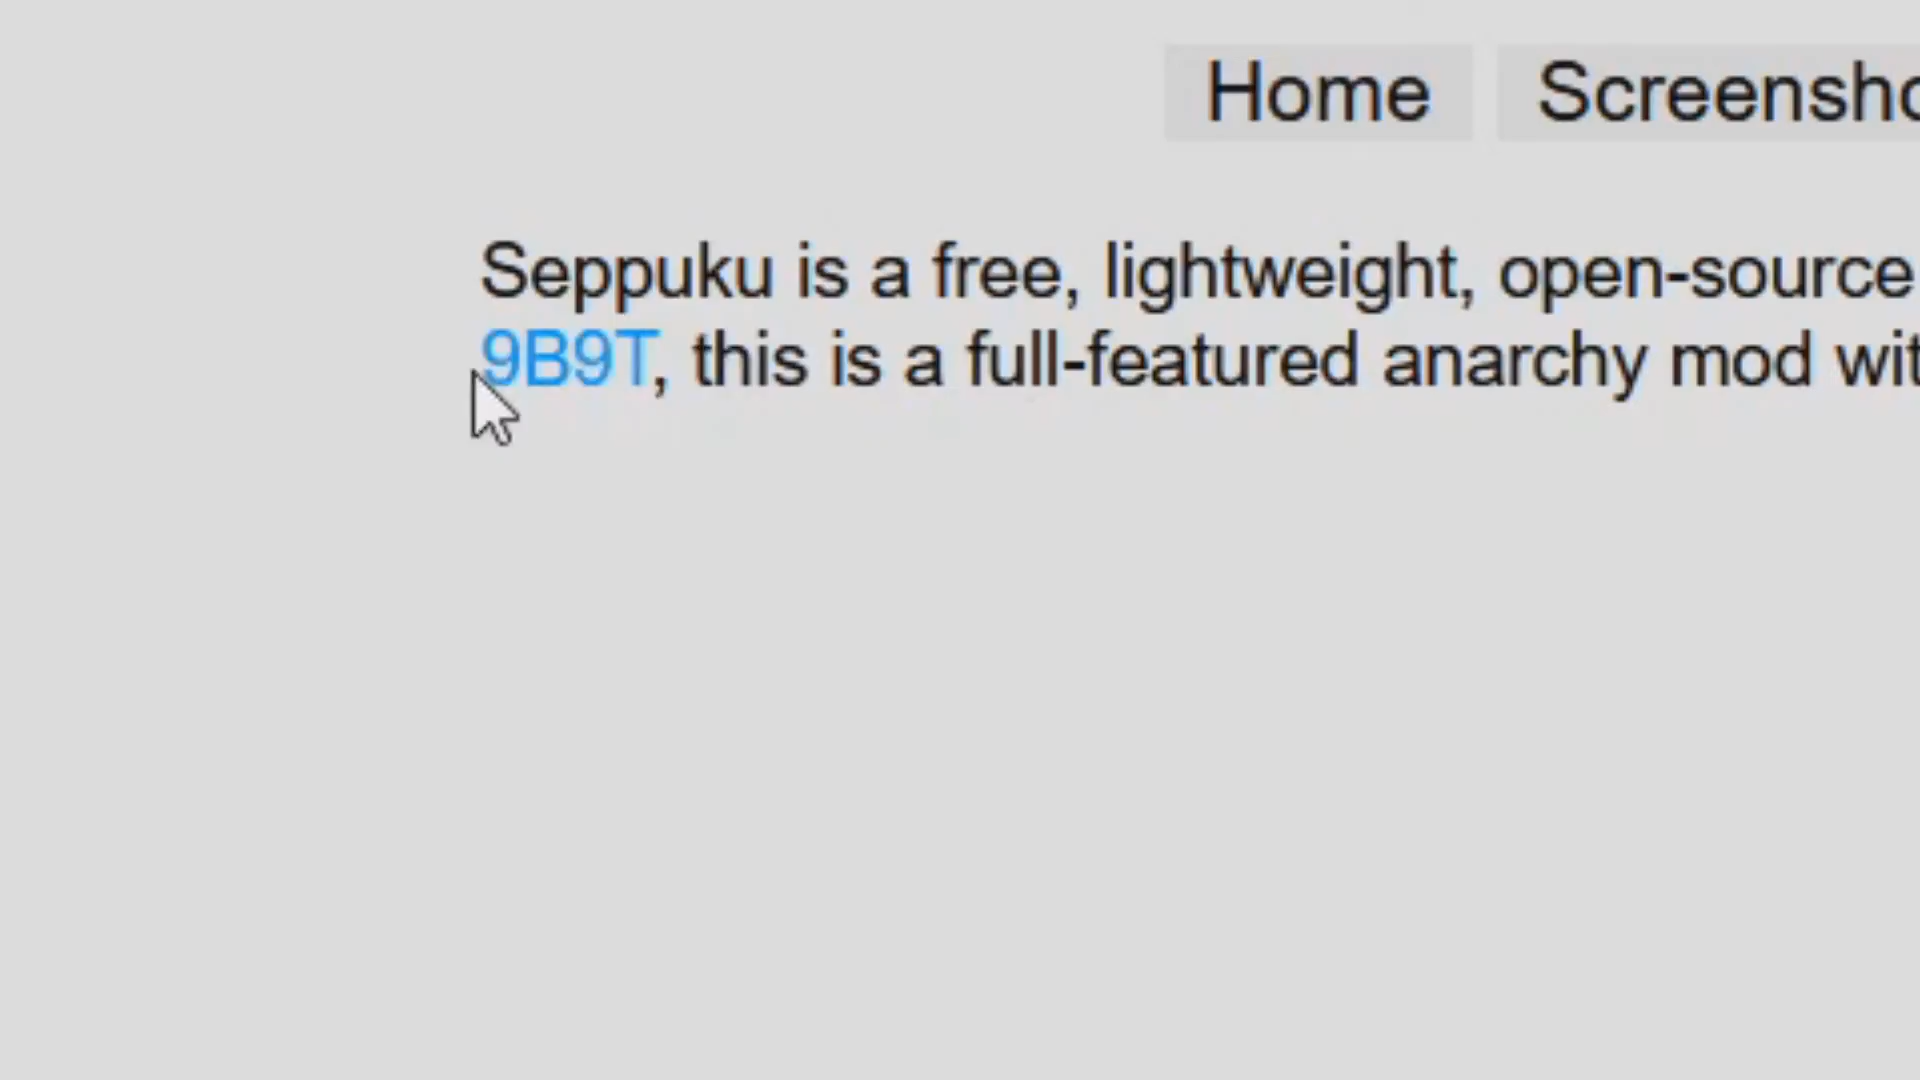 Home Screensho
Seppuku is a free, lightweight, open-source
9B9T, this is a full-featured anarchy mod wit